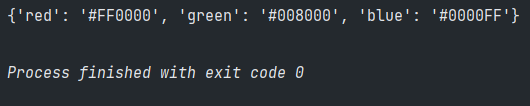 {'red': '#FF0000', 'green': '#008000', 'blue': '#0000FF'}
Process finished with exit code 0